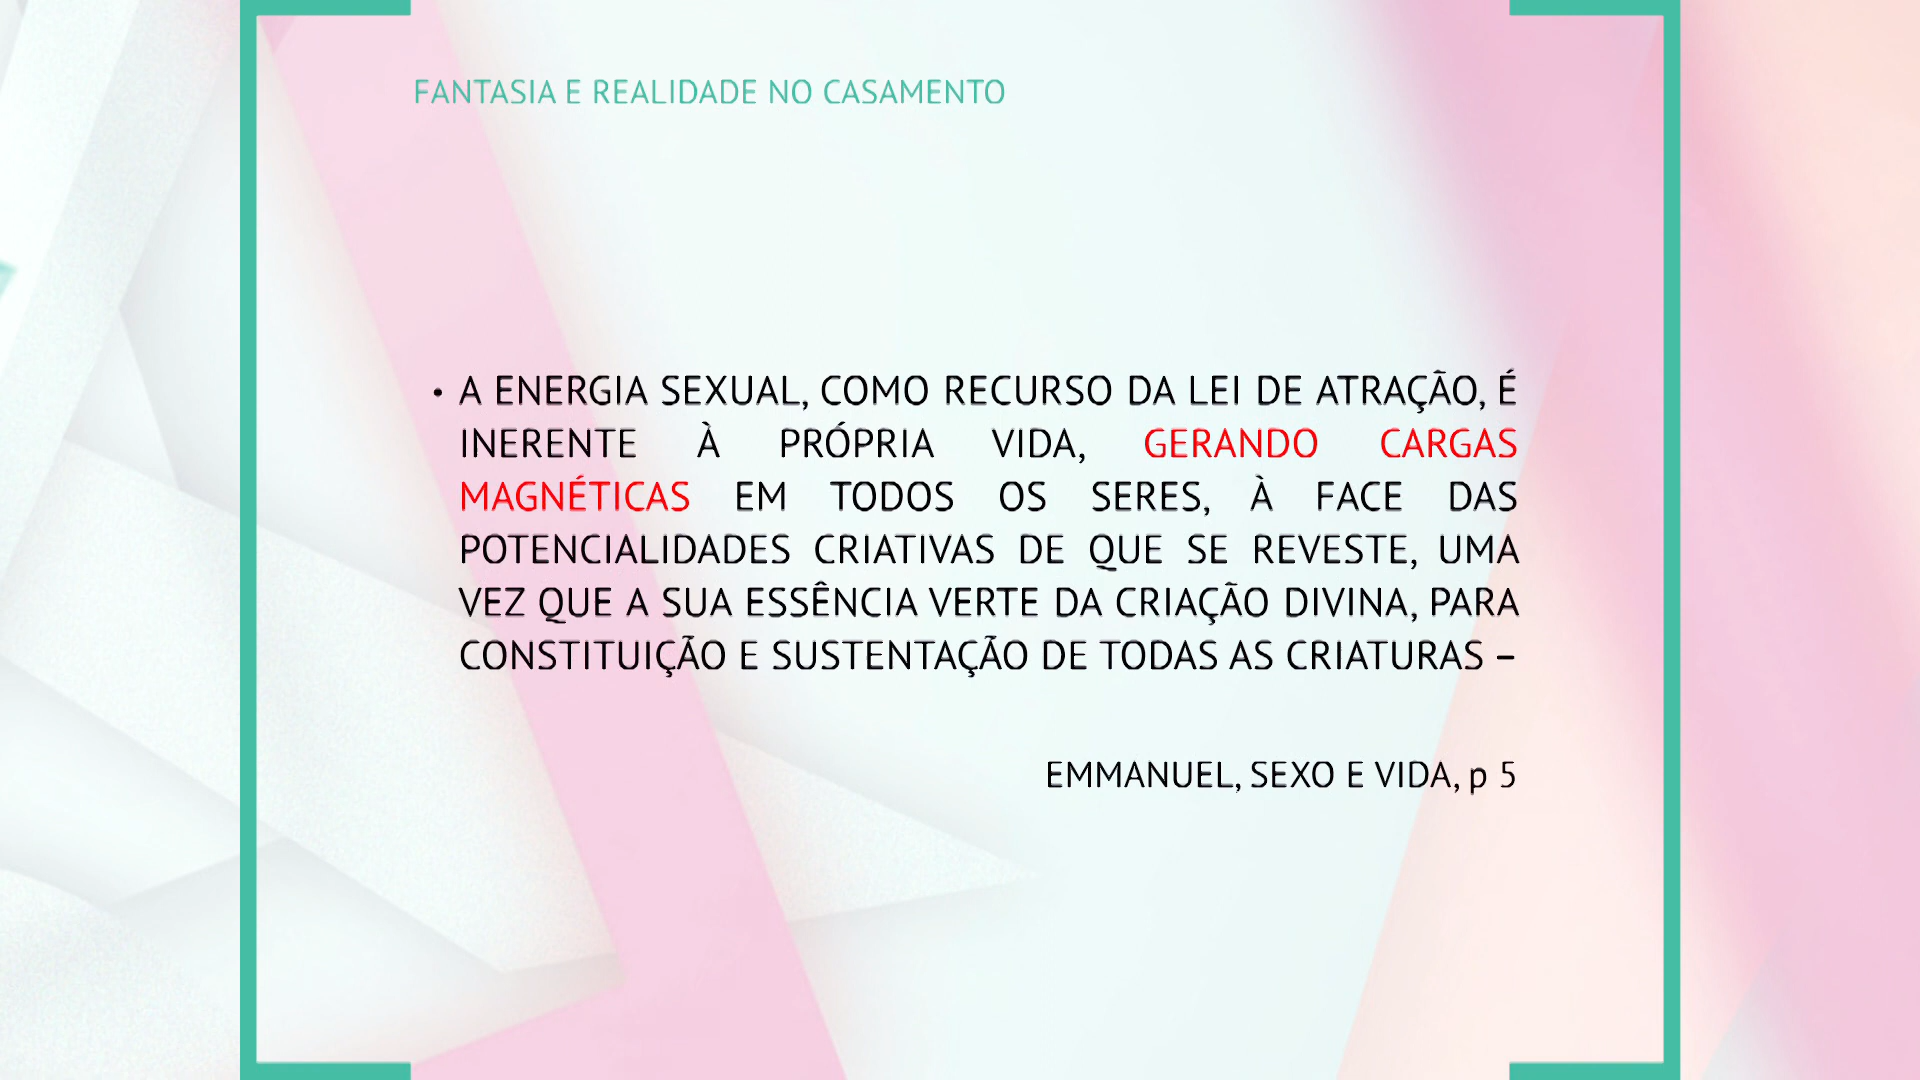 FANTASIA E REALIDADE NO CASAMENTO
• A ENERGIA SEXUAL, COMO RECURSO DA LEI DE ATRAÇÃO, É
INERENTE À PRÓPRIA VIDA, GERANDO CARGAS
MAGNÉTICAS EM TODOS OS SERES, À FACE DAS
POTENCIALIDADES CRIATIVAS DE QUE SE REVESTE, UMA
VEZ QUE A SUA ESSÊNCIA VERTE DA CRIAÇÃO DIVINA, PARA
CONSTITUIÇÃO E SUSTENTAÇÃO DE TODAS AS CRIATURAS –
EMMANUEL, SEXO E VIDA, p 5